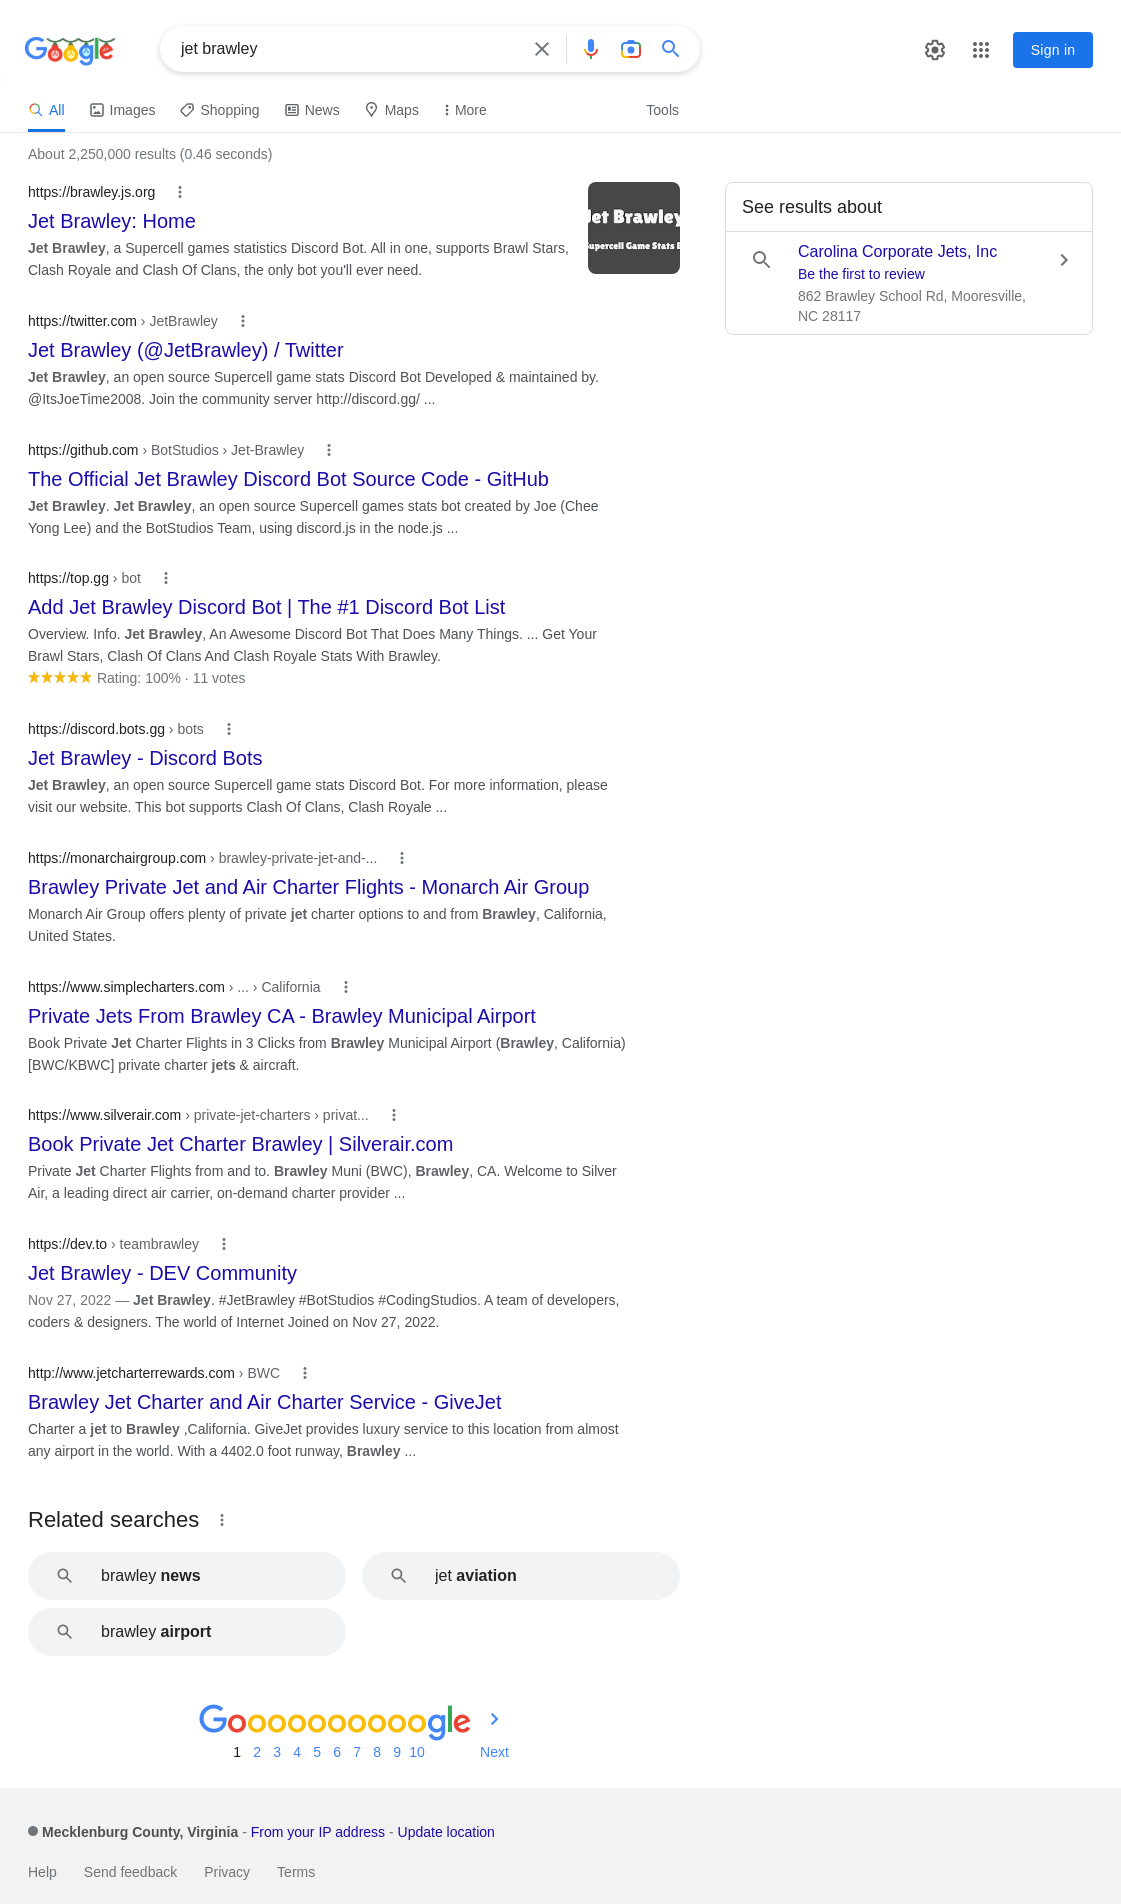 Google
jet brawley
Sign in
All Images Shopping News Maps More Tools
About 2,250,000 results (0.46 seconds)
https://brawley.js.org
Jet Brawley: Home
Jet Brawley, a Supercell games statistics Discord Bot. All in one, supports Brawl Stars,
Clash Royale and Clash Of Clans, the only bot you'll ever need.
Jet Brawley
Supercell Game Stats B
See results about
Carolina Corporate Jets, Inc
Be the first to review
862 Brawley School Rd, Mooresville,
NC 28117
https://twitter.com › JetBrawley
Jet Brawley (@JetBrawley) / Twitter
Jet Brawley, an open source Supercell game stats Discord Bot Developed & maintained by.
@ItsJoeTime2008. Join the community server http://discord.gg/ ...
https://github.com › BotStudios › Jet-Brawley
The Official Jet Brawley Discord Bot Source Code - GitHub
Jet Brawley. Jet Brawley, an open source Supercell games stats bot created by Joe (Chee
Yong Lee) and the BotStudios Team, using discord.js in the node.js ...
https://top.gg › bot
Add Jet Brawley Discord Bot | The #1 Discord Bot List
Overview. Info. Jet Brawley, An Awesome Discord Bot That Does Many Things. ... Get Your
Brawl Stars, Clash Of Clans And Clash Royale Stats With Brawley.
Rating: 100% · 11 votes
https://discord.bots.gg › bots
Jet Brawley - Discord Bots
Jet Brawley, an open source Supercell game stats Discord Bot. For more information, please
visit our website. This bot supports Clash Of Clans, Clash Royale ...
https://monarchairgroup.com › brawley-private-jet-and-...
Brawley Private Jet and Air Charter Flights - Monarch Air Group
Monarch Air Group offers plenty of private jet charter options to and from Brawley, California,
United States.
https://www.simplecharters.com › ... › California
Private Jets From Brawley CA - Brawley Municipal Airport
Book Private Jet Charter Flights in 3 Clicks from Brawley Municipal Airport (Brawley, California)
[BWC/KBWC] private charter jets & aircraft.
https://www.silverair.com › private-jet-charters › privat...
Book Private Jet Charter Brawley | Silverair.com
Private Jet Charter Flights from and to. Brawley Muni (BWC), Brawley, CA. Welcome to Silver
Air, a leading direct air carrier, on-demand charter provider ...
https://dev.to › teambrawley
Jet Brawley - DEV Community
Nov 27, 2022 — Jet Brawley. #JetBrawley #BotStudios #CodingStudios. A team of developers,
coders & designers. The world of Internet Joined on Nov 27, 2022.
http://www.jetcharterrewards.com › BWC
Brawley Jet Charter and Air Charter Service - GiveJet
Charter a jet to Brawley ,California. GiveJet provides luxury service to this location from almost
any airport in the world. With a 4402.0 foot runway, Brawley ...
Related searches
brawley news
jet aviation
brawley airport
Goooooooooogle
1 2 3 4 5 6 7 8 9 10 Next
Mecklenburg County, Virginia - From your IP address - Update location
Help Send feedback Privacy Terms